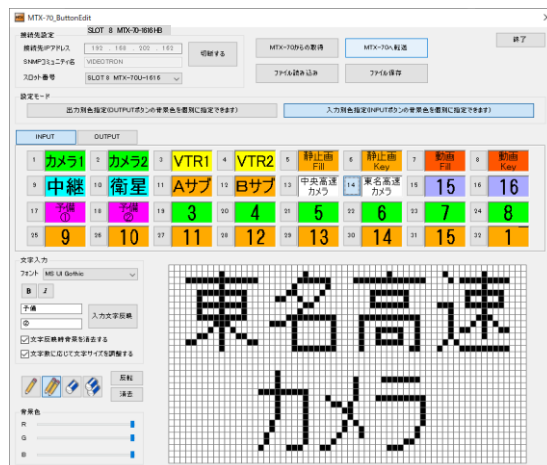 MTX-70_ButtonEdit
接続先設定 SLOT 8 MTX-70-1616HB 終了
接続先IPアドレス 192 . 168 . 202 . 162 切断する MTX-70からの取得 MTX-70へ転送
SNMPコミュニティ名 VIDEOTRON
スロット番号 SLOT8 MTX-70U-1616 ファイル読み込み ファイル保存
設定モード
出力別色指定(OUTPUTボタンの背景色を個別に指定できます) 入力別色指定(INPUTボタンの背景色を個別に指定できます)
INPUT OUTPUT
1 カメラ1 2 カメラ2 3 VTR1 4 VTR2 5 静止画 Fill 6 静止画 Key 7 動画 Fill 8 動画 Key
9 中継 10 衛星 11 Aサブ 12 Bサブ 13 中央高速 カメラ 14 東名高速 カメラ 15 15 16 16
17 予備 ① 18 予備 ② 19 3 20 4 21 5 22 6 23 7 24 8
25 9 26 10 27 11 28 12 29 13 30 14 31 15 32 1
文字入力
フォント MS UI Gothic
B I
予備
② 入力文字反映
文字反映時背景を消去する
文字数に応じて文字サイズを調整する
反転
消去
背景色
R
G
B
東名高速
カメラ